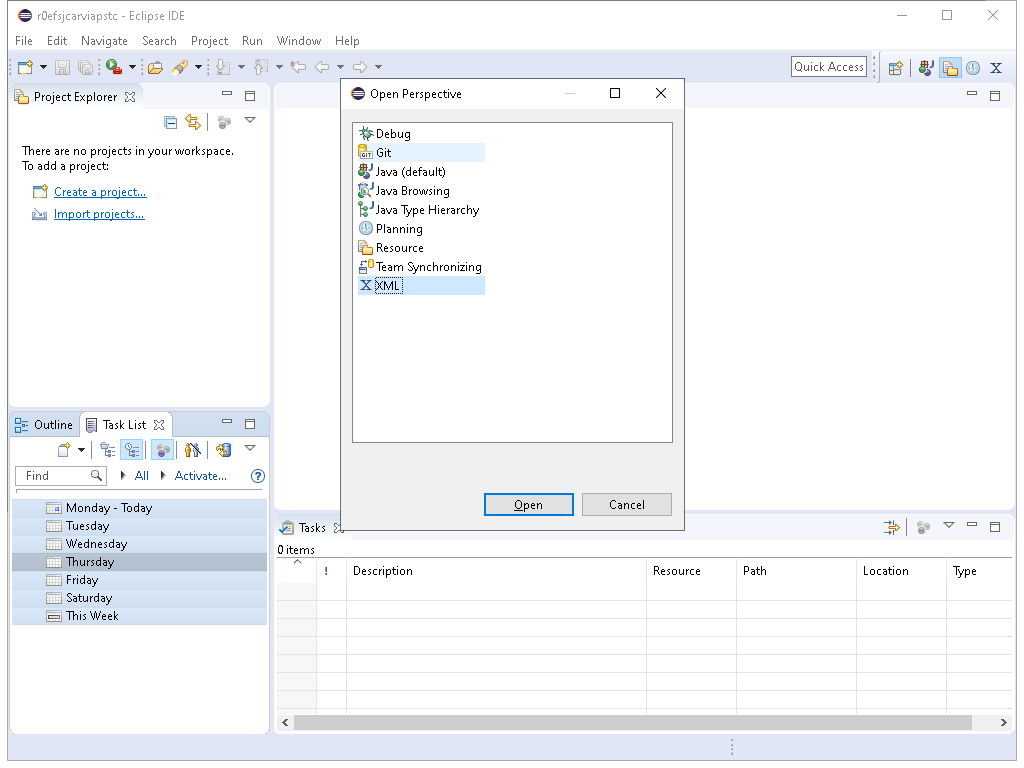 r0efsjcarviapstc - Eclipse IDE
File Edit Navigate Search Project Run Window Help
Quick Access
X
Project Explorer
There are no projects in your workspace.
To add a project:
Create a project...
Import projects...
Open Perspective
Debug
GIT Git
Java (default)
Java Browsing
Java Type Hierarchy
Planning
Resource
Team Synchronizing
X XML
Open Cancel
Outline Task List
Find All Activate... ?
Monday - Today
Tuesday
Wednesday
Thursday
Friday
Saturday
This Week
Tasks
0 items
! Description Resource Path Location Type